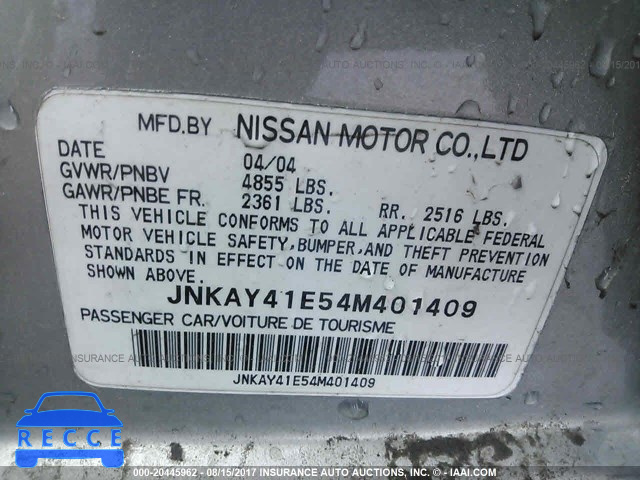 MFD.BY NISSAN MOTOR CO.,LTD
DATE 04/04
GVWR/PNBV 4855 LBS.
GAWR/PNBE FR. 2361 LBS. RR. 2516 LBS.
THIS VEHICLE CONFORMS TO ALL APPLICABLE FEDERAL
MOTOR VEHICLE SAFETY, BUMPER, AND THEFT PREVENTION
STANDARDS IN EFFECT ON THE DATE OF MANUFACTURE
SHOWN ABOVE.
JNKAY41E54M401409
PASSENGER CAR/VOITURE DE TOURISME
JNKAY41E54M401409
RECCE
000-20445962 - 08/15/2017 - INSURANCE AUTO AUCTIONS, INC. - © - IAAI.COM